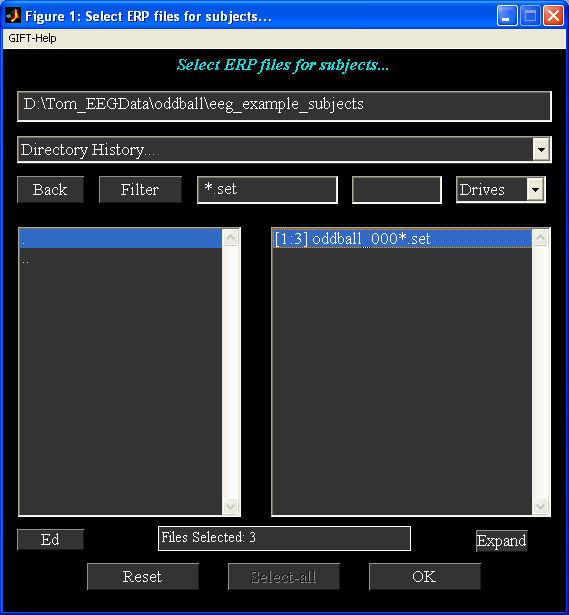 Figure 1: Select ERP files for subjects...
GIFT-Help
Select ERP files for subjects...
D:\Tom_EEGData\oddball\eeg_example_subjects
Directory History...
Back Filter *.set Drives
. [1:3] oddball_000*.set
..
Ed Files Selected: 3 Expand
Reset Select-all OK